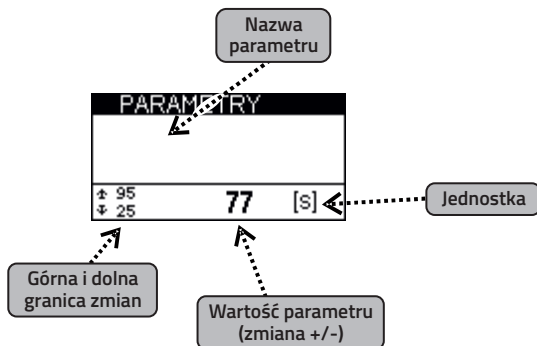 Nazwa
parametru
PARAMETRY
↑ 95
↓ 25
77
[S]
Jednostka
Górna i dolna
granica zmian
Wartość parametru
(zmiana +/-)